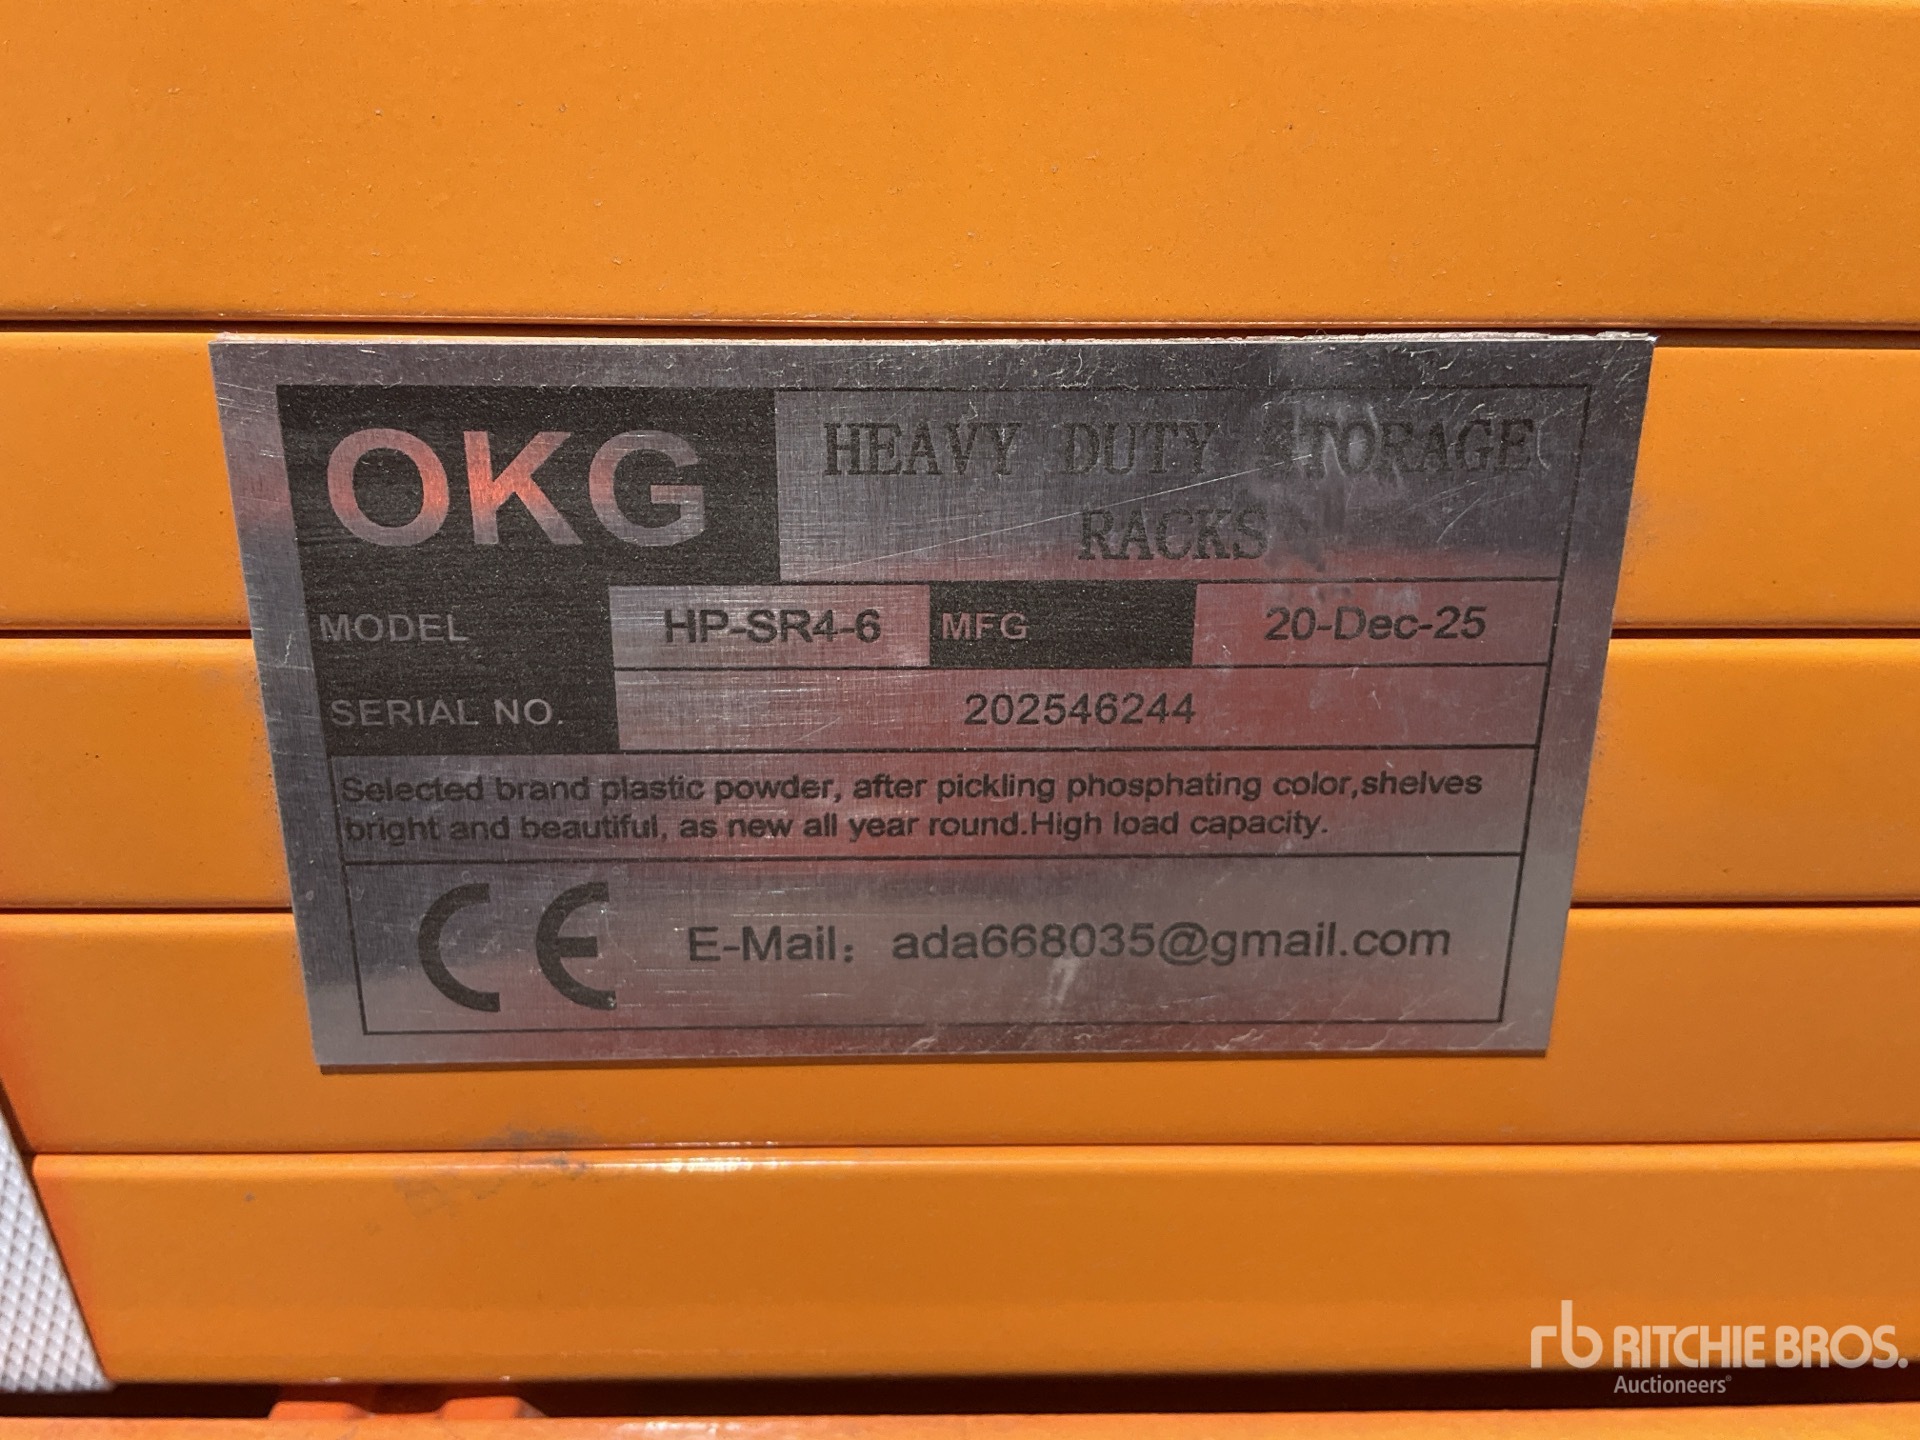 OKG
HEAVY DUTY STORAGE
RACKS
MODEL HP-SR4-6 MFG 20-Dec-25
SERIAL NO. 202546244
Selected brand plastic powder, after pickling phosphating color,shelves
bright and beautiful, as new all year round.High load capacity.
CE E-Mail: ada668035@gmail.com
rb RITCHIE BROS.
Auctioneers®